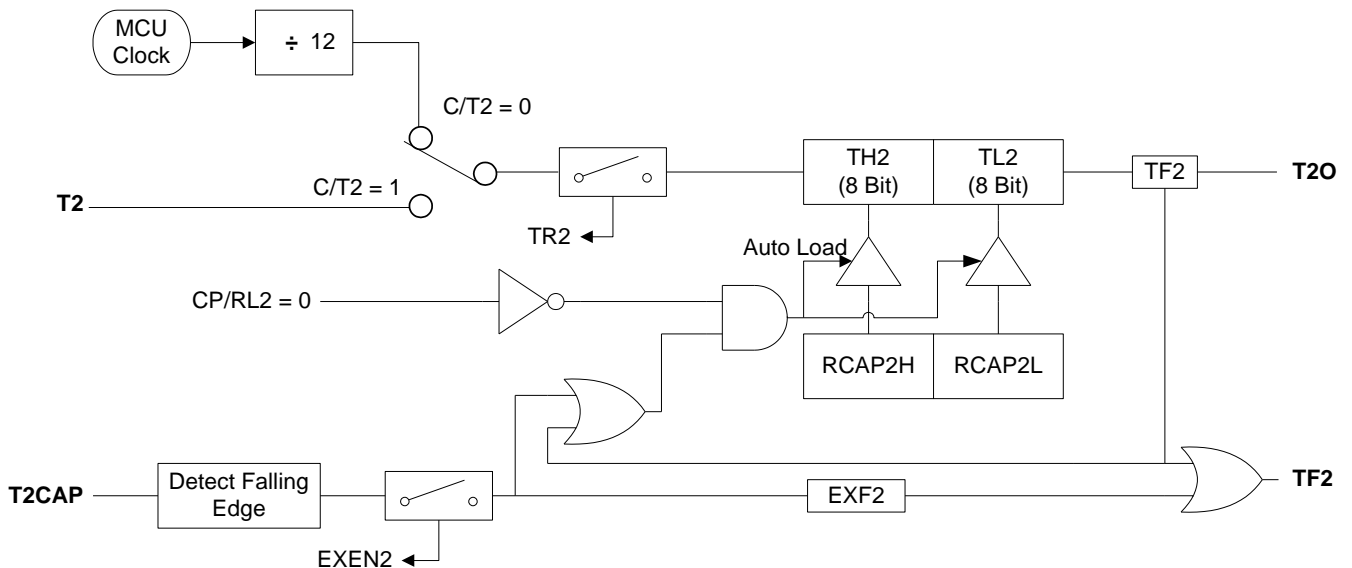 MCU
Clock
÷ 12
C/T2 = 0
C/T2 = 1
T2
TR2
TH2
(8 Bit)
TL2
(8 Bit)
TF2
T2O
Auto Load
CP/RL2 = 0
RCAP2H
RCAP2L
T2CAP
Detect Falling
Edge
EXEN2
EXF2
TF2